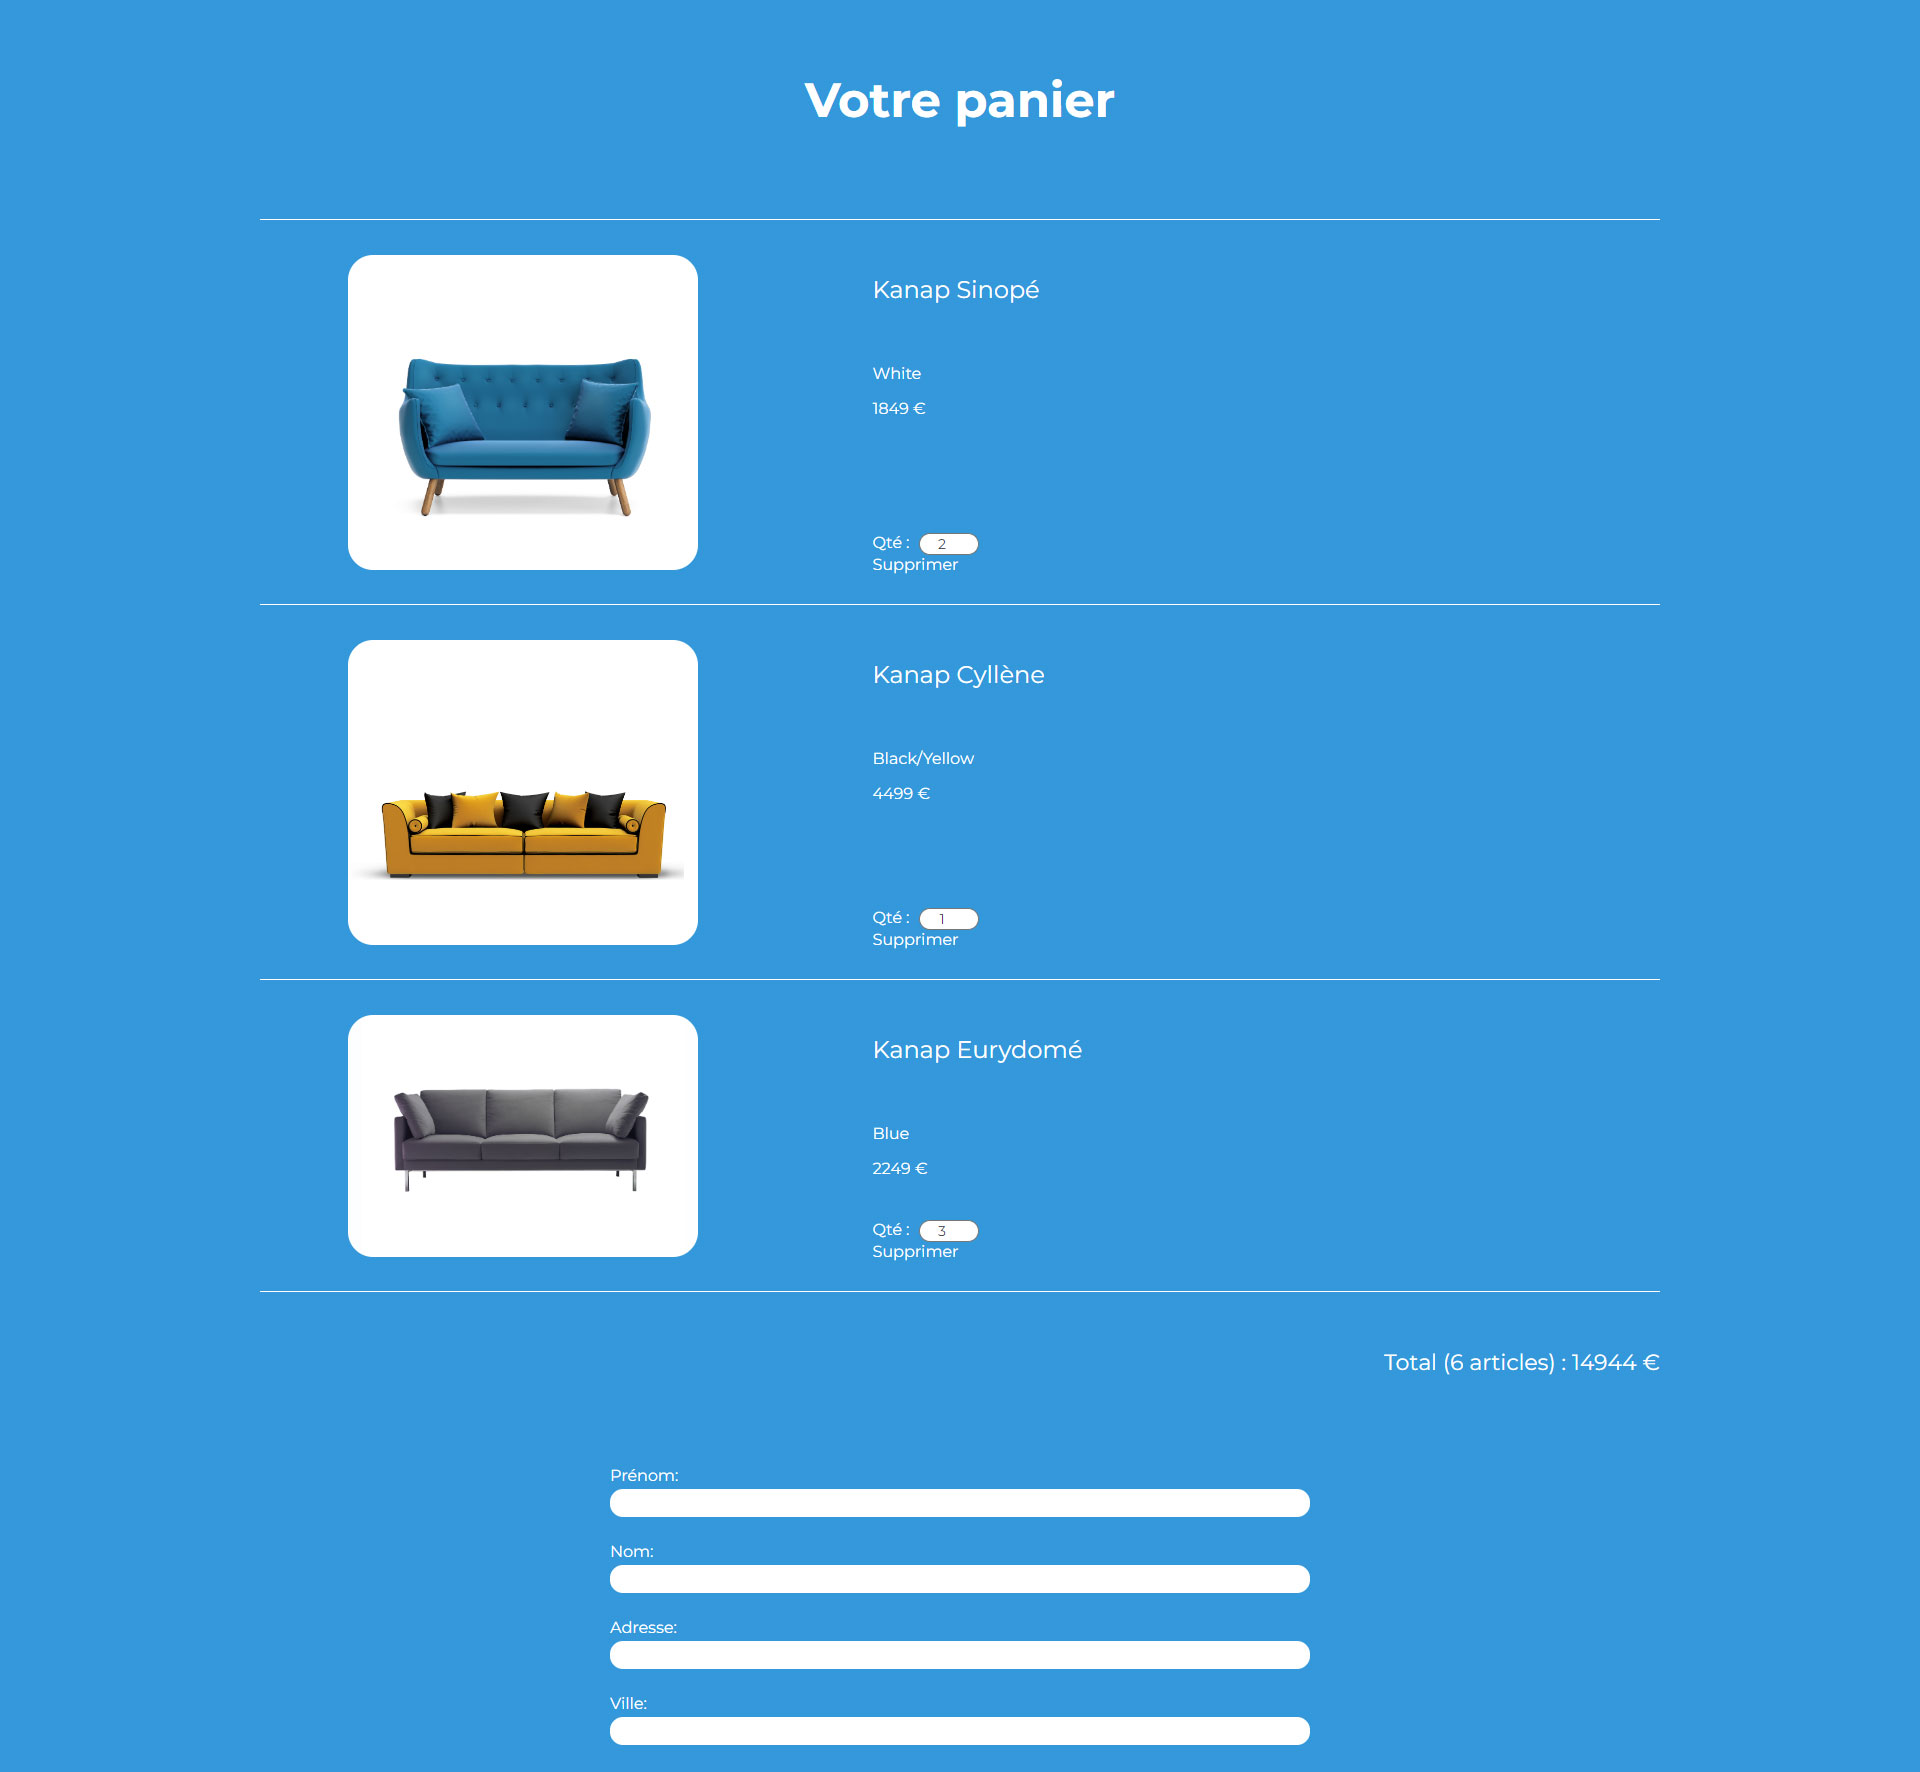 Votre panier
Kanap Sinopé
White
1849 €
Qté : 2
Supprimer
Kanap Cyllène
Black/Yellow
4499 €
Qté : 1
Supprimer
Kanap Eurydomé
Blue
2249 €
Qté : 3
Supprimer
Total (6 articles) : 14944 €
Prénom:
Nom:
Adresse:
Ville: